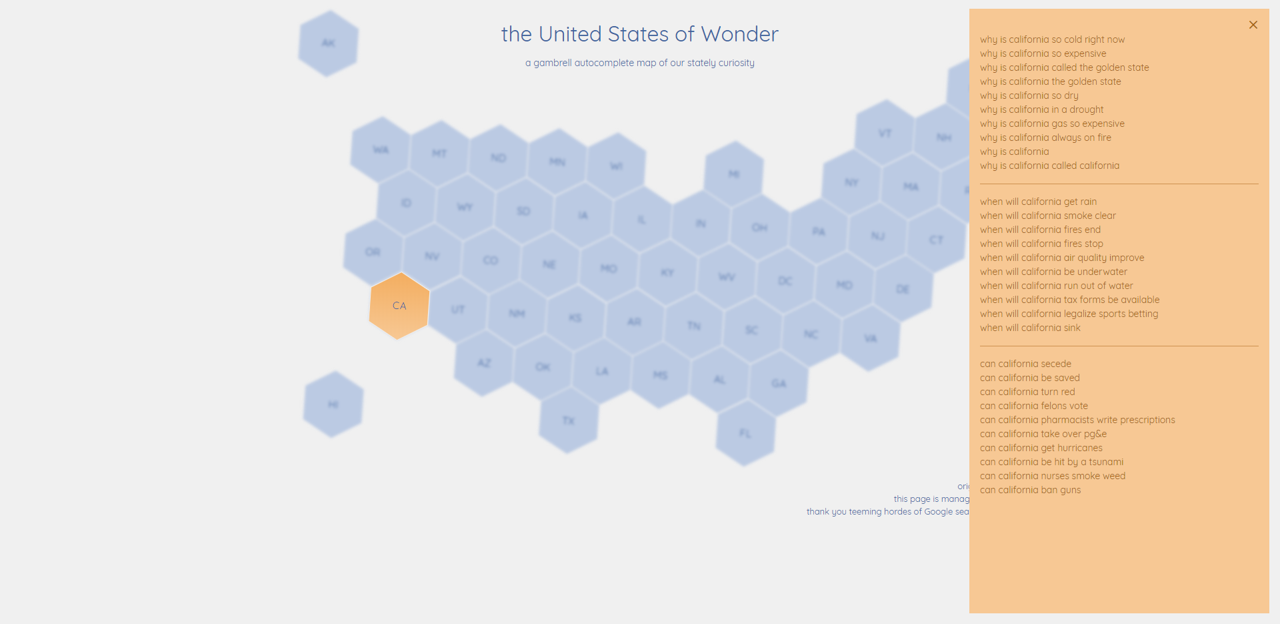 the United States of Wonder
a gambrell autocomplete map of our stately curiosity
AK
VT
NH
WA
MT
ND
MN
WI
MI
NY
MA
ID
WY
SD
IA
IL
IN
OH
PA
NJ
CT
OR
NV
CO
NE
MO
KY
WV
DC
MD
DE
CA
UT
NM
KS
AR
TN
SC
NC
VA
AZ
OK
LA
MS
AL
GA
HI
TX
FL
this page is manag
thank you teeming hordes of Google sea
×
why is california so cold right now
why is california so expensive
why is california called the golden state
why is california the golden state
why is california so dry
why is california in a drought
why is california gas so expensive
why is california always on fire
why is california
why is california called california
when will california get rain
when will california smoke clear
when will california fires end
when will california fires stop
when will california air quality improve
when will california be underwater
when will california run out of water
when will california tax forms be available
when will california legalize sports betting
when will california sink
can california secede
can california be saved
can california turn red
can california felons vote
can california pharmacists write prescriptions
can california take over pg&e
can california get hurricanes
can california be hit by a tsunami
can california nurses smoke weed
can california ban guns